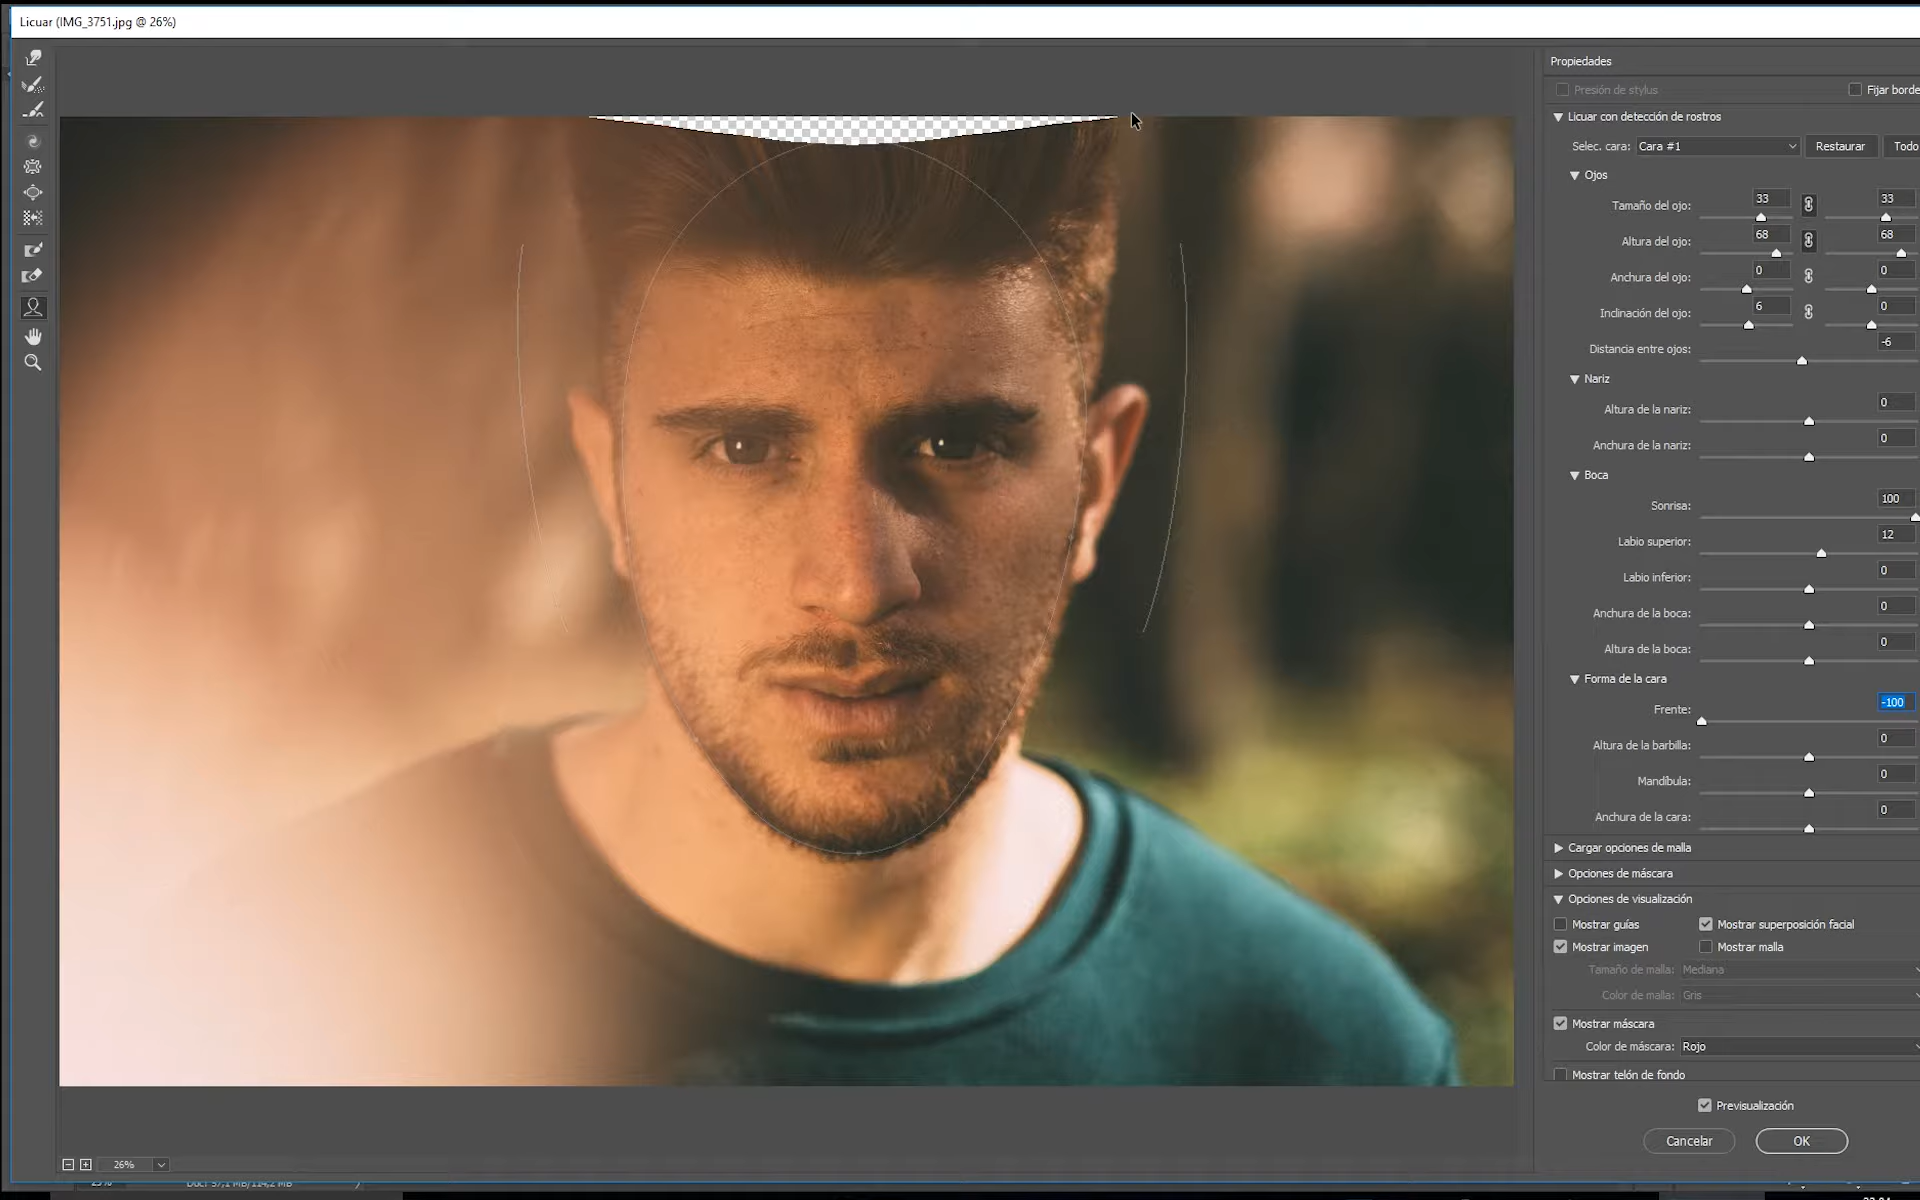 Licuar (IMG_3751.jpg @ 26%)
Propiedades
Presión de stylus
Fijar borde
Licuar con detección de rostros
Selec. cara: Cara #1 Restaurar Todo
Ojos
Tamaño del ojo: 33 33
Altura del ojo: 68 68
Anchura del ojo: 0 0
Inclinación del ojo: 6 0
Distancia entre ojos: -6
Nariz
Altura de la nariz: 0
Anchura de la nariz: 0
Boca
Sonrisa: 100
Labio superior: 12
Labio inferior: 0
Anchura de la boca: 0
Altura de la boca: 0
Forma de la cara
Frente: -100
Altura de la barbilla: 0
Mandíbula: 0
Anchura de la cara: 0
Cargar opciones de malla
Opciones de máscara
Opciones de visualización
Mostrar guías Mostrar superposición facial
Mostrar imagen Mostrar malla
Tamaño de malla: Mediana
Color de malla: Gris
Mostrar máscara
Color de máscara: Rojo
Mostrar telón de fondo
Previsualización
Cancelar OK
26%